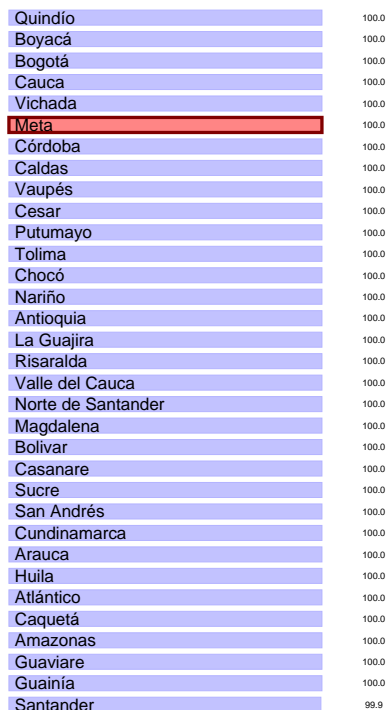 Quindío 100.0
Boyacá 100.0
Bogotá 100.0
Cauca 100.0
Vichada 100.0
Meta 100.0
Córdoba 100.0
Caldas 100.0
Vaupés 100.0
Cesar 100.0
Putumayo 100.0
Tolima 100.0
Chocó 100.0
Nariño 100.0
Antioquia 100.0
La Guajira 100.0
Risaralda 100.0
Valle del Cauca 100.0
Norte de Santander 100.0
Magdalena 100.0
Bolivar 100.0
Casanare 100.0
Sucre 100.0
San Andrés 100.0
Cundinamarca 100.0
Arauca 100.0
Huila 100.0
Atlántico 100.0
Caquetá 100.0
Amazonas 100.0
Guaviare 100.0
Guainía 100.0
Santander 99.9